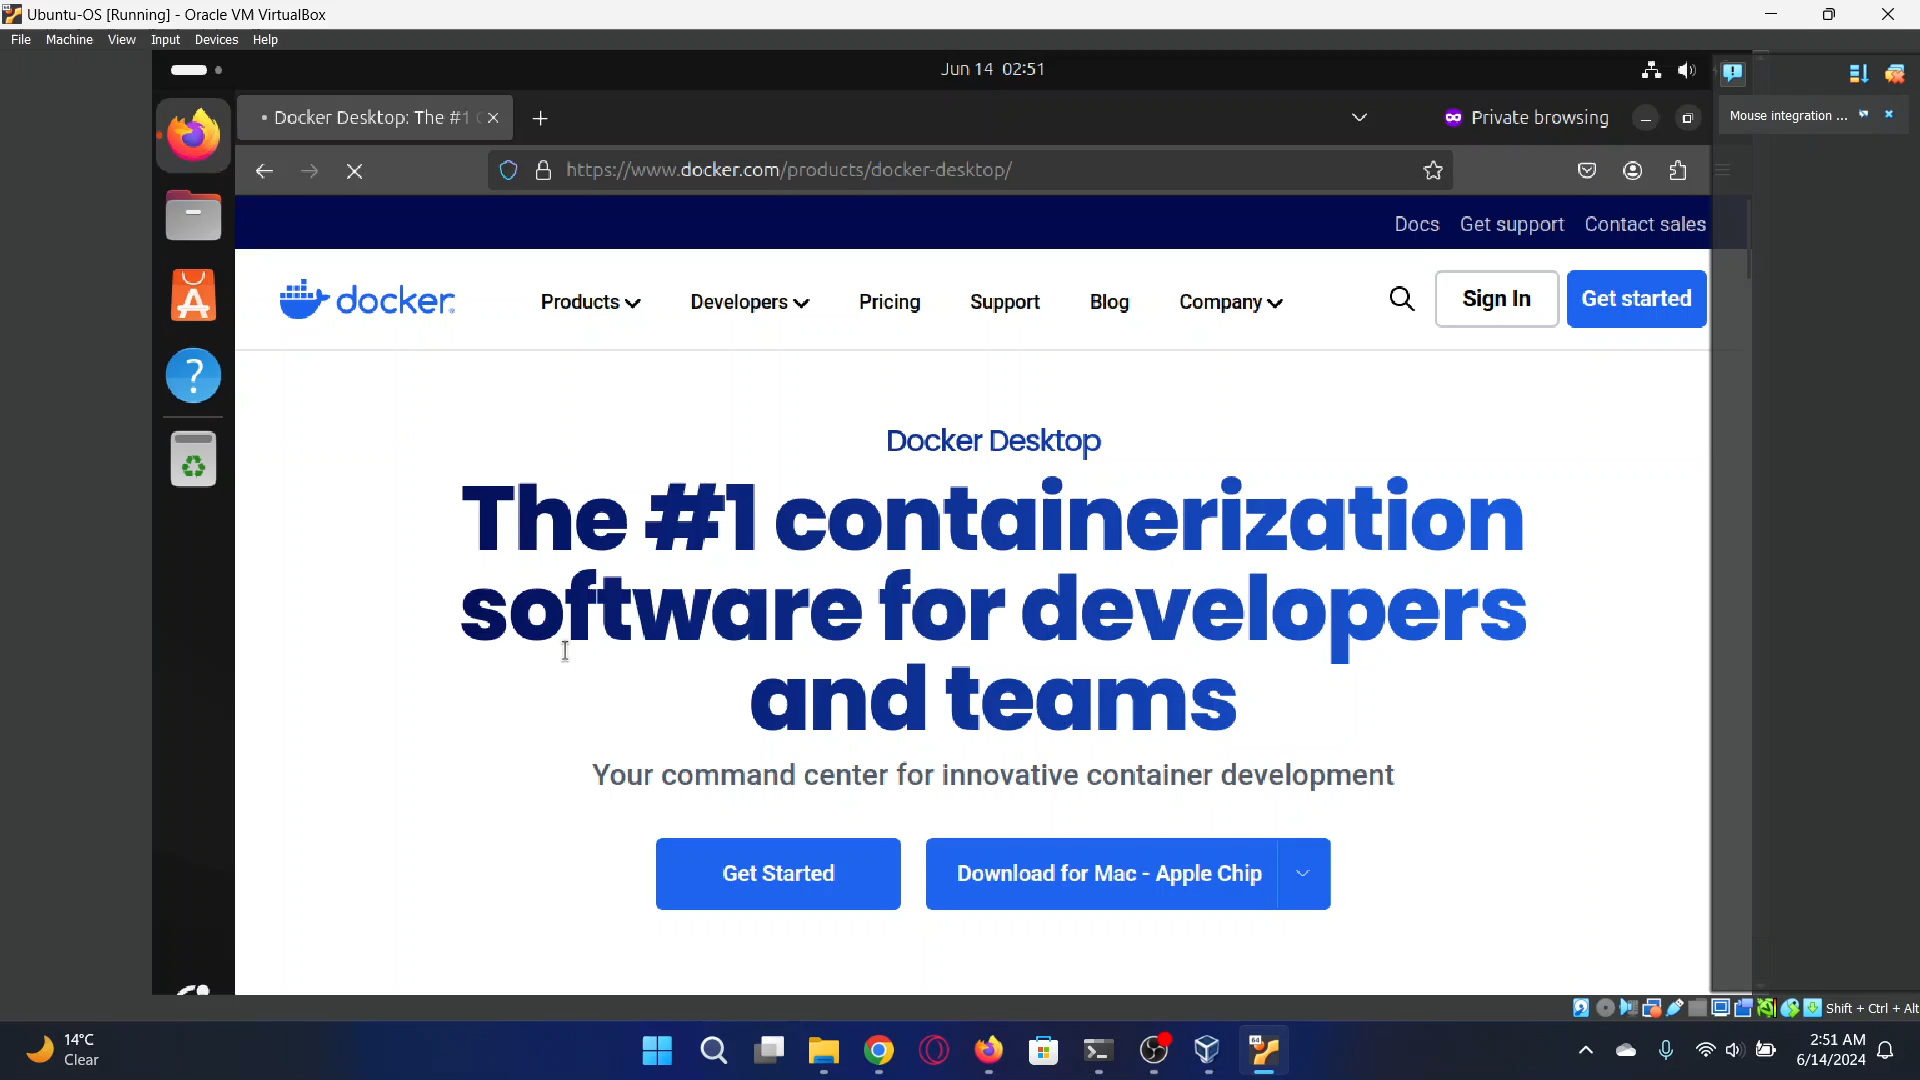 Ubuntu-OS [Running] - Oracle VM VirtualBox
File Machine View Input Devices Help
Jun 14 02:51
Docker Desktop: The #1
Private browsing
Mouse integration ...
https://www.docker.com/products/docker-desktop/
Docs Get support Contact sales
docker
Products Developers Pricing Support Blog Company Sign In Get started
Docker Desktop
The #1 containerization
software for developers
and teams
Your command center for innovative container development
Get Started Download for Mac - Apple Chip
Shift + Ctrl + Alt
14°C
Clear
64
2:51 AM
6/14/2024